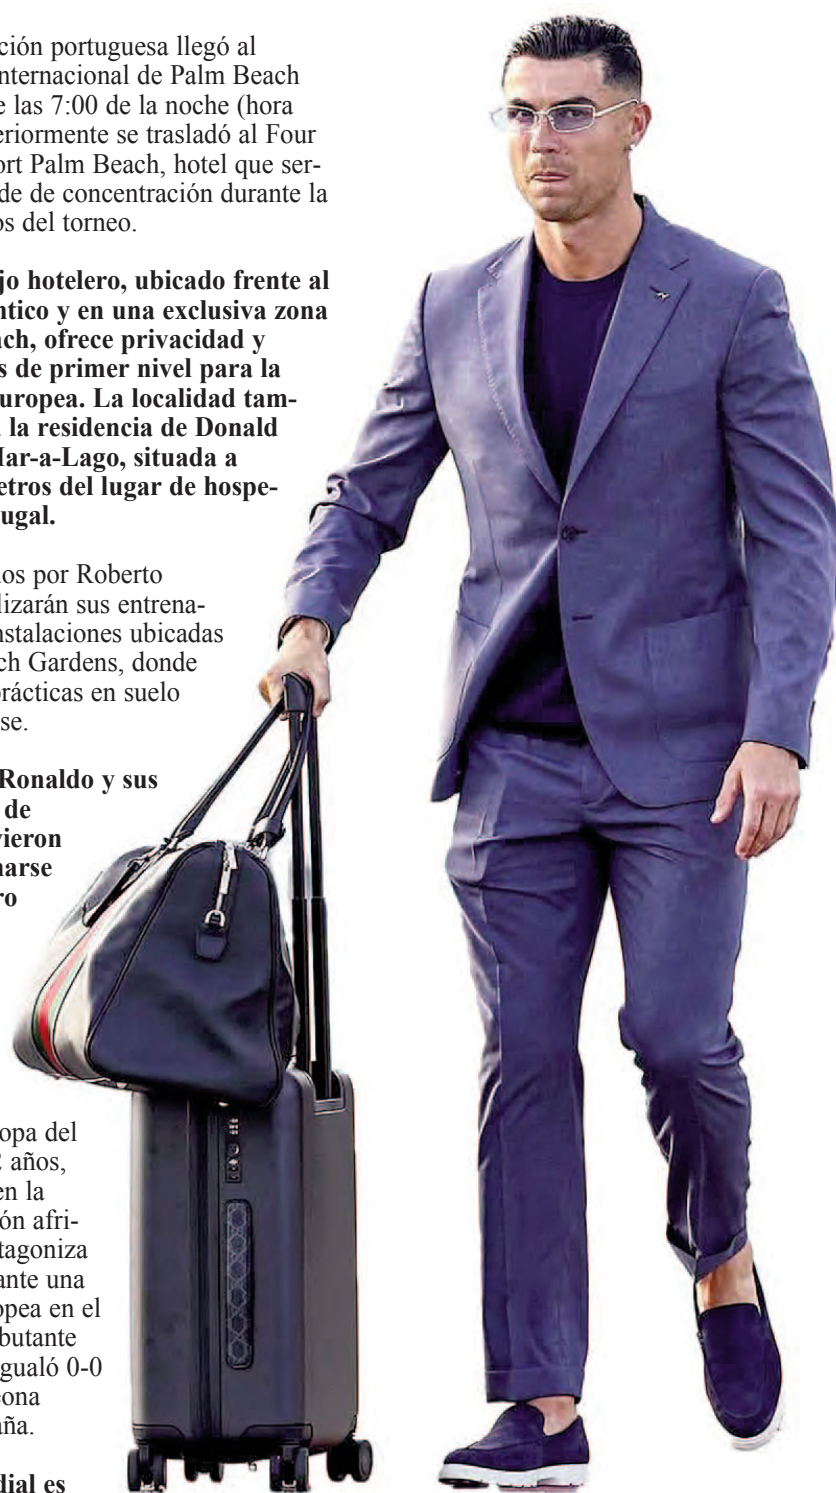 ción portuguesa llegó al
nternacional de Palm Beach
e las 7:00 de la noche (hora
eriormente se trasladó al Four
ort Palm Beach, hotel que ser-
de de concentración durante la
os del torneo.
jo hotelero, ubicado frente al
ntico y en una exclusiva zona
ach, ofrece privacidad y
s de primer nivel para la
uropea. La localidad tam-
a la residencia de Donald
Mar-a-Lago, situada a
etros del lugar de hospe-
ugal.
dos por Roberto
lizarán sus entrena-
nstalaciones ubicadas
ch Gardens, donde
prácticas en suelo
se.
Ronaldo y sus
de
vieron
narse
ro
opa del
2 años,
en la
ón afri-
tagoniza
ante una
opea en el
butante
gualó 0-0
eona
aña.
dial es